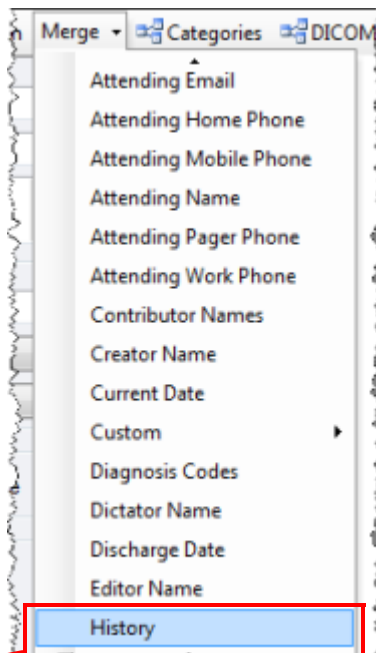 Merge Categories DICOM
Attending Email
Attending Home Phone
Attending Mobile Phone
Attending Name
Attending Pager Phone
Attending Work Phone
Contributor Names
Creator Name
Current Date
Custom
Diagnosis Codes
Dictator Name
Discharge Date
Editor Name
History